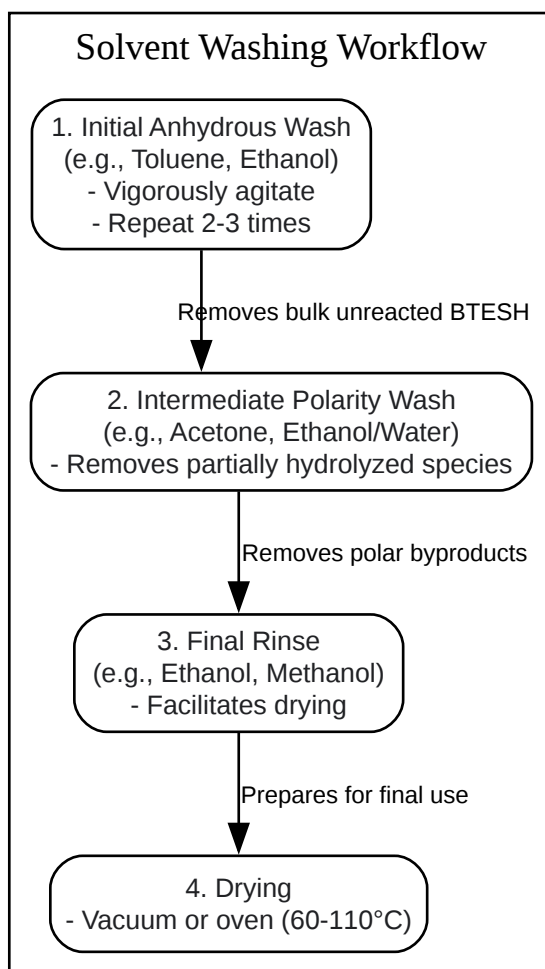 Solvent Washing Workflow
1. Initial Anhydrous Wash
(e.g., Toluene, Ethanol)
- Vigorously agitate
- Repeat 2-3 times
Removes bulk unreacted BTESH
2. Intermediate Polarity Wash
(e.g., Acetone, Ethanol/Water)
- Removes partially hydrolyzed species
Removes polar byproducts
3. Final Rinse
(e.g., Ethanol, Methanol)
- Facilitates drying
Prepares for final use
4. Drying
- Vacuum or oven (60-110°C)